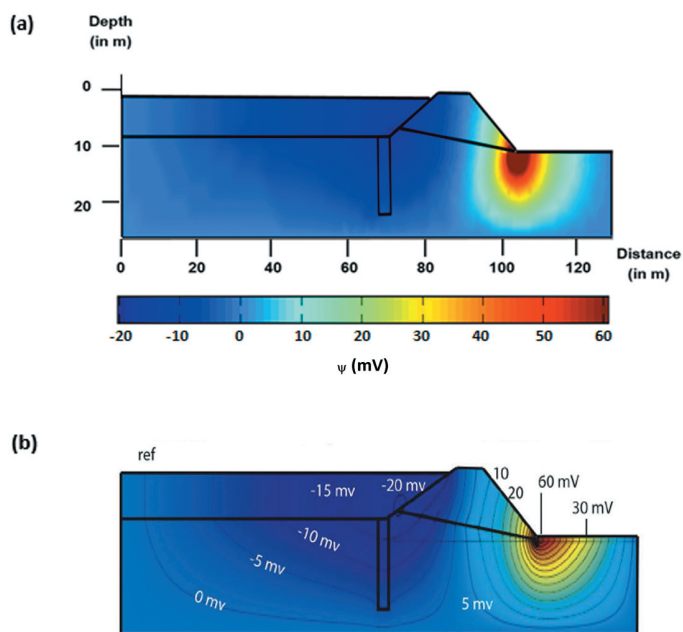 (a)
Depth
(in m)
0
10
20
0 20 40 60 80 100 120
Distance
(in m)
-20 -10 0 10 20 30 40 50 60
ψ (mV)
(b)
ref
-15 mv
-20 mv
10
20
60 mV
30 mV
-10 mv
-5 mv
0 mv
5 mv